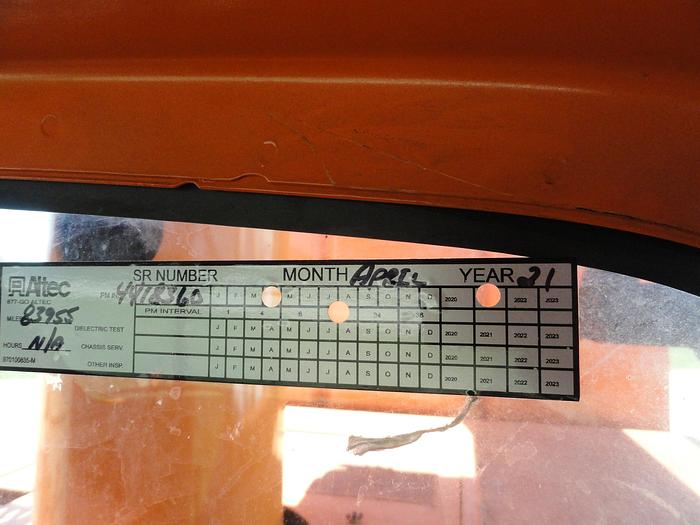 Altec SR NUMBER MONTH APRIL YEAR 21
877-GO ALTEC PM IN 4418360 J F M A M J J A S O N D 2020 2022 2023
MILES 83955 PM INTERVAL 1 4 6 24 36
DIELECTRIC TEST J F M A M J J A S O N D 2020 2021 2022 2023
HOURS N/A CHASSIS SERV. J F M A M J J A S O N D 2020 2021 2022 2023
970100635-M OTHER INSP. J F M A M J J A S O N D 2020 2021 2022 2023